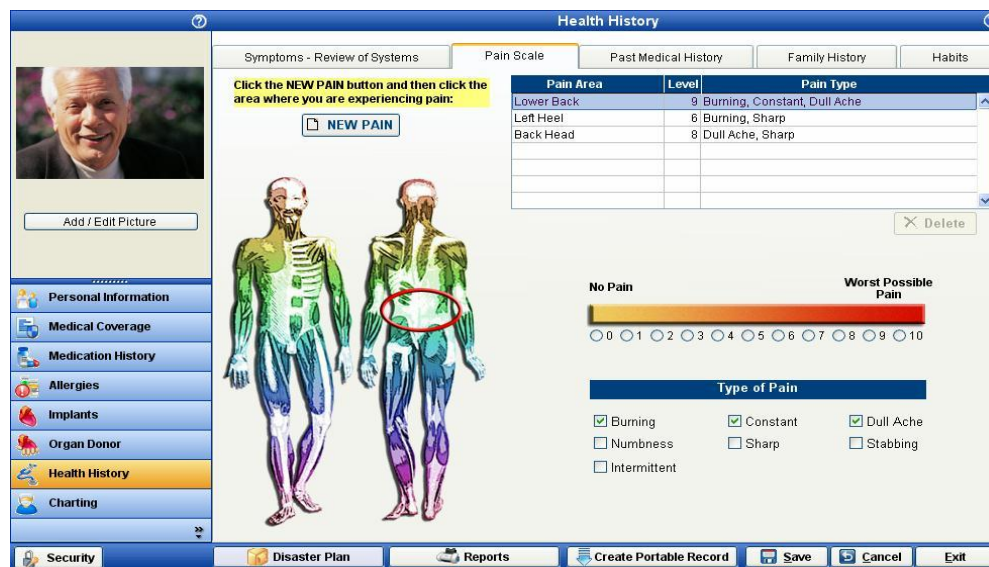 Health History
Symptoms - Review of Systems
Pain Scale
Past Medical History
Family History
Habits
Click the NEW PAIN button and then click the
area where you are experiencing pain:
NEW PAIN
Pain Area Level Pain Type
Lower Back 9 Burning, Constant, Dull Ache
Left Heel 6 Burning, Sharp
Back Head 8 Dull Ache, Sharp
Delete
Add / Edit Picture
Personal Information
Medical Coverage
Medication History
Allergies
Implants
Organ Donor
Health History
Charting
No Pain
Worst Possible
Pain
0 1 2 3 4 5 6 7 8 9 10
Type of Pain
Burning Constant Dull Ache
Numbness Sharp Stabbing
Intermittent
Security
Disaster Plan
Reports
Create Portable Record
Save
Cancel
Exit